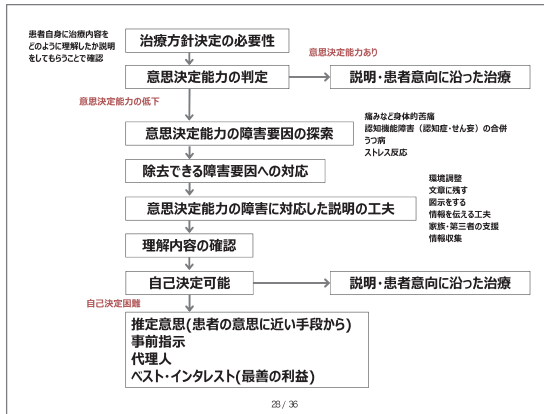 患者自身に治療内容を
どのように理解したか説明
をしてもらうことで確認
治療方針決定の必要性
意思決定能力あり
意思決定能力の判定
説明・患者意向に沿った治療
意思決定能力の低下
意思決定能力の障害要因の探索
痛みなど身体的苦痛
認知機能障害（認知症・せん妄）の合併
うつ病
ストレス反応
除去できる障害要因への対応
意思決定能力の障害に対応した説明の工夫
環境調整
文章に残す
図示をする
情報を伝える工夫
家族・第三者の支援
情報収集
理解内容の確認
自己決定可能
説明・患者意向に沿った治療
自己決定困難
推定意思(患者の意思に近い手段から)
事前指示
代理人
ベスト・インタレスト(最善の利益)
28 / 36